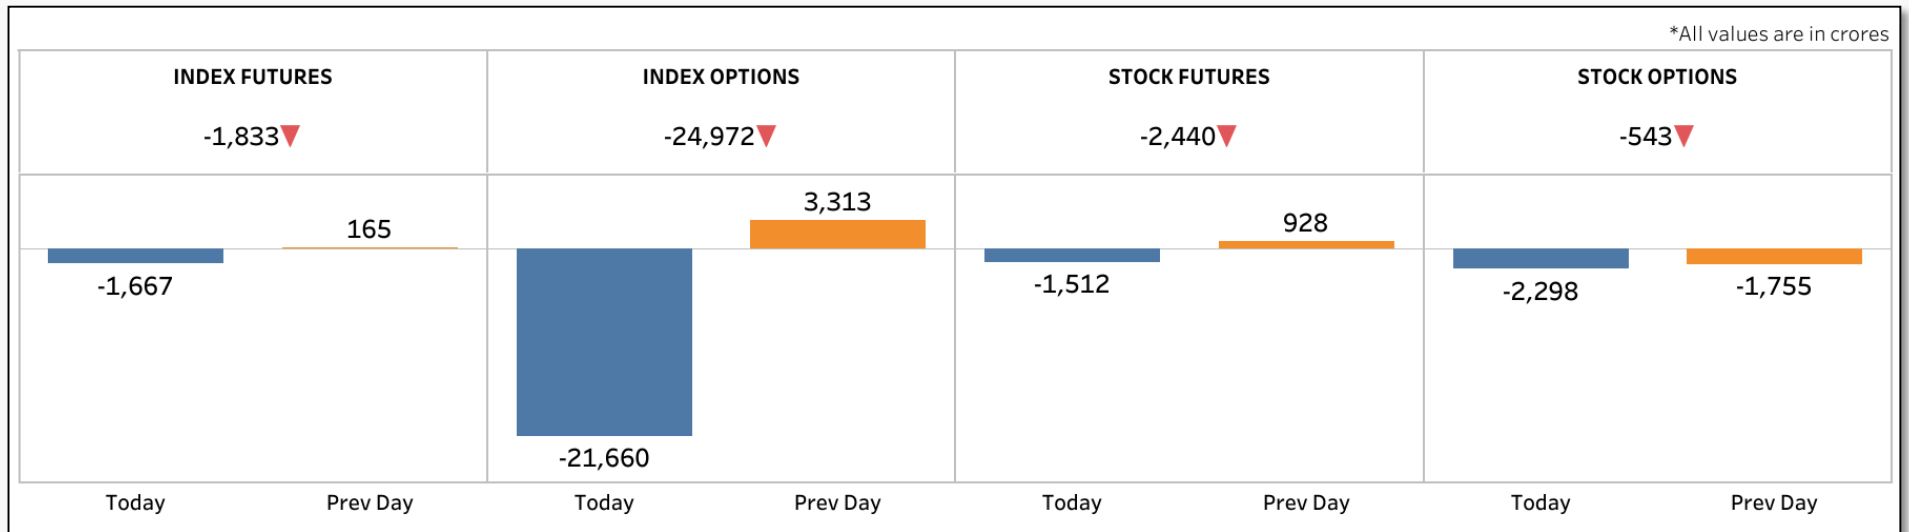 *All values are in crores
INDEX FUTURES
-1,833
165
-1,667
Today Prev Day
INDEX OPTIONS
-24,972
3,313
-21,660
Today Prev Day
STOCK FUTURES
-2,440
928
-1,512
Today Prev Day
STOCK OPTIONS
-543
-2,298
-1,755
Today Prev Day